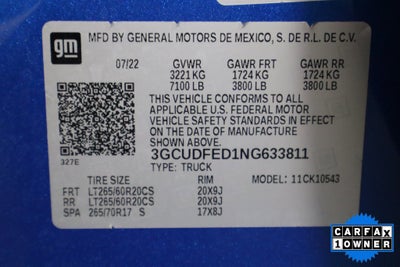 gm MFD BY GENERAL MOTORS DE MEXICO, S. DE R.L. DE C.V.
07/22 GVWR GAWR FRT GAWR RR
3221 KG 1724 KG 1724 KG
7100 LB 3800 LB 3800 LB
THIS VEHICLE CONFORMS TO ALL
APPLICABLE U.S. FEDERAL MOTOR
VEHICLE SAFETY STANDARDS IN EFFECT
ON THE DATE OF MANUFACTURE
SHOWN ABOVE.
327E
3GCUDFED1NG633811
TYPE: TRUCK MODEL: 11CK10543
TIRE SIZE RIM
FRT LT265/60R20CS 20X9J
RR LT265/60R20CS 20X9J
SPA 265/70R17 S 17X8J
CARFAX
1 OWNER